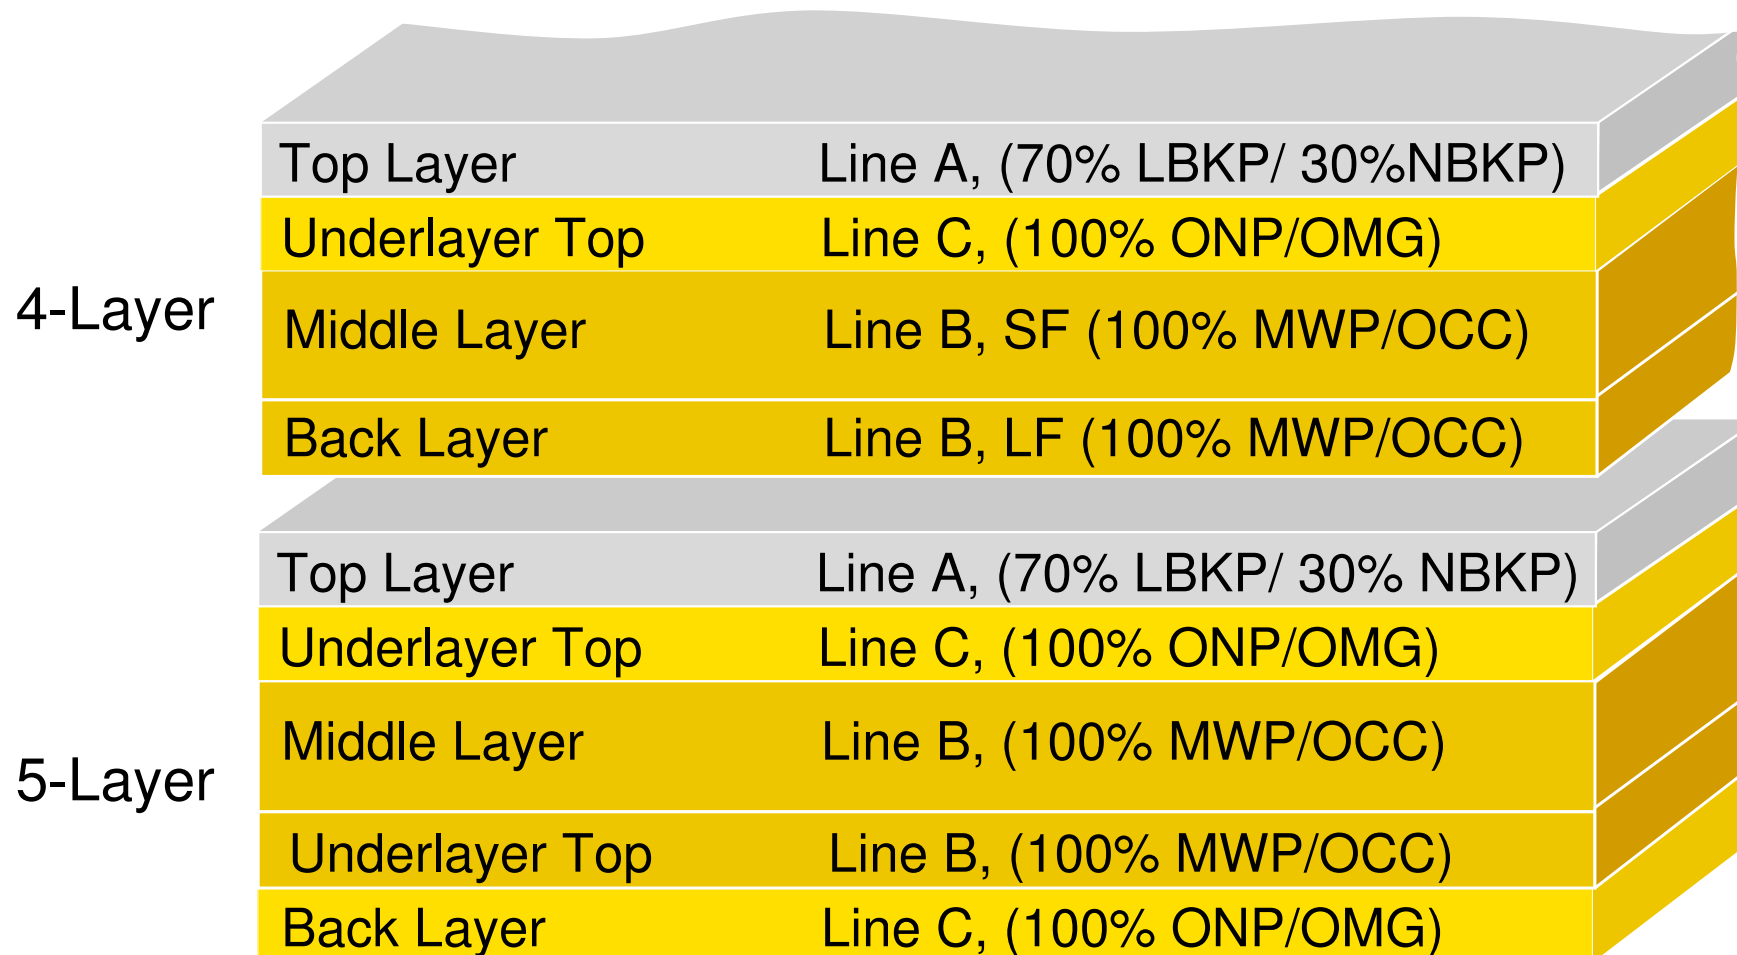 4-Layer
Top Layer Line A, (70% LBKP/ 30%NBKP)
Underlayer Top Line C, (100% ONP/OMG)
Middle Layer Line B, SF (100% MWP/OCC)
Back Layer Line B, LF (100% MWP/OCC)
5-Layer
Top Layer Line A, (70% LBKP/ 30% NBKP)
Underlayer Top Line C, (100% ONP/OMG)
Middle Layer Line B, (100% MWP/OCC)
Underlayer Top Line B, (100% MWP/OCC)
Back Layer Line C, (100% ONP/OMG)